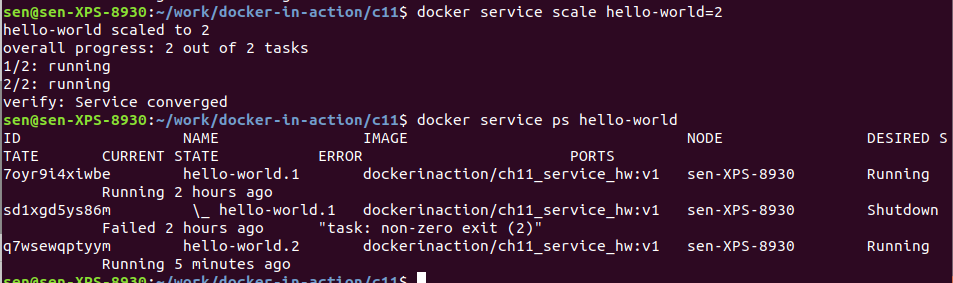 sen@sen-XPS-8930:~/work/docker-in-action/c11$ docker service scale hello-world=2
hello-world scaled to 2
overall progress: 2 out of 2 tasks
1/2: running
2/2: running
verify: Service converged
sen@sen-XPS-8930:~/work/docker-in-action/c11$ docker service ps hello-world
ID                  NAME                IMAGE                               NODE                DESIRED S
TATE       CURRENT STATE           ERROR                         PORTS
7oyr9i4xiwbe        hello-world.1       dockerinaction/ch11_service_hw:v1   sen-XPS-8930        Running
           Running 2 hours ago
sd1xgd5ys86m         \_ hello-world.1   dockerinaction/ch11_service_hw:v1   sen-XPS-8930        Shutdown
           Failed 2 hours ago      "task: non-zero exit (2)"
q7wsewqptyym        hello-world.2       dockerinaction/ch11_service_hw:v1   sen-XPS-8930        Running
           Running 5 minutes ago
sen@sen-XPS-8930:~/work/docker-in-action/c11$